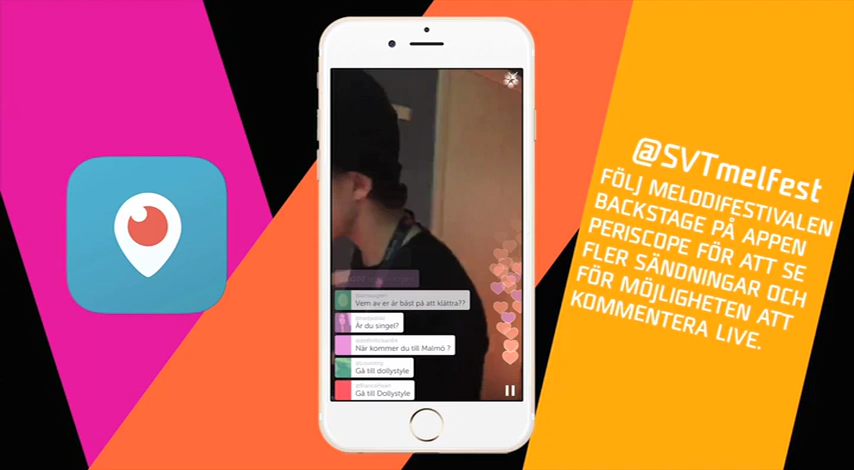 Vem av er är bäst på att klättra??
Är du singel?
När kommer du till Malmö ?
Gå till dollystyle
Gå till Dollystyle
@SVTmelfest
FÖLJ MELODIFESTIVALEN
BACKSTAGE PÅ APPEN
PERISCOPE FÖR ATT SE
FLER SÄNDNINGAR OCH
FÖR MÖJLIGHETEN ATT
KOMMENTERA LIVE.